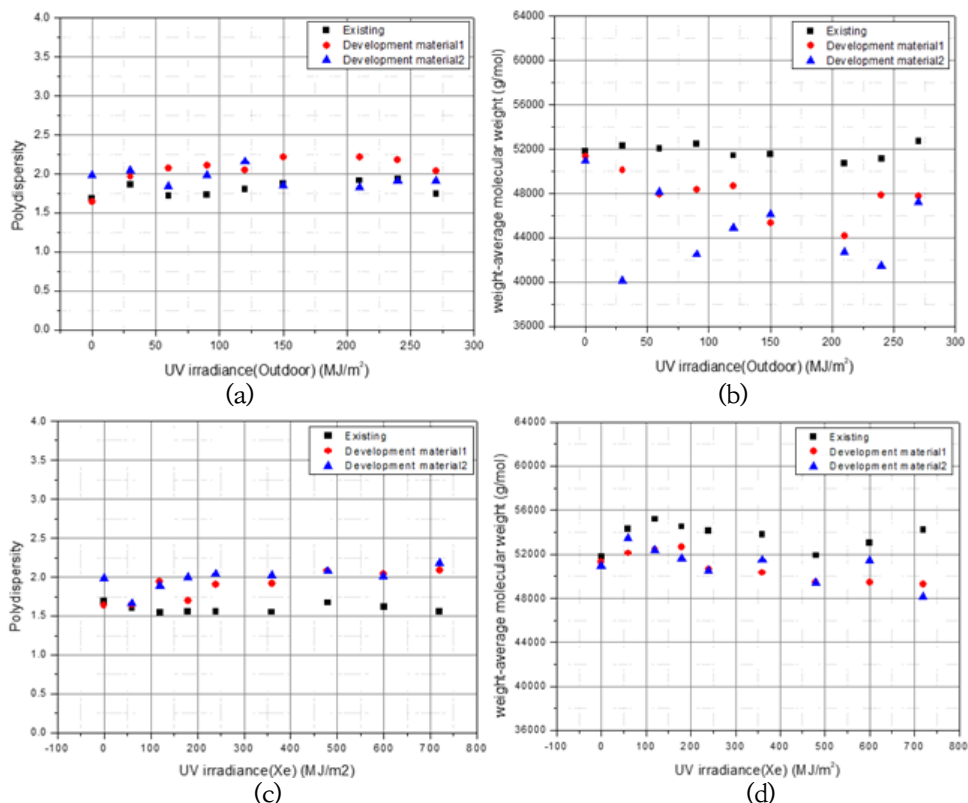 4.0
3.5
3.0
2.5
2.0
1.5
1.0
0.5
0.0
Polydispersity
Existing
Development material1
Development material2
0 50 100 150 200 250 300
UV irradiance(Outdoor) (MJ/m²)
(a)
64000
60000
56000
52000
48000
44000
40000
36000
weight-average molecular weight (g/mol)
Existing
Development material1
Development material2
0 50 100 150 200 250 300
UV irradiance(Outdoor) (MJ/m²)
(b)
4.0
3.5
3.0
2.5
2.0
1.5
1.0
0.5
0.0
Polydispersity
Existing
Development material1
Development material2
-100 0 100 200 300 400 500 600 700 800
UV irradiance(Xe) (MJ/m2)
(c)
64000
60000
56000
52000
48000
44000
40000
36000
weight-average molecular weight (g/mol)
Existing
Development material1
Development material2
-100 0 100 200 300 400 500 600 700 800
UV irradiance(Xe) (MJ/m²)
(d)